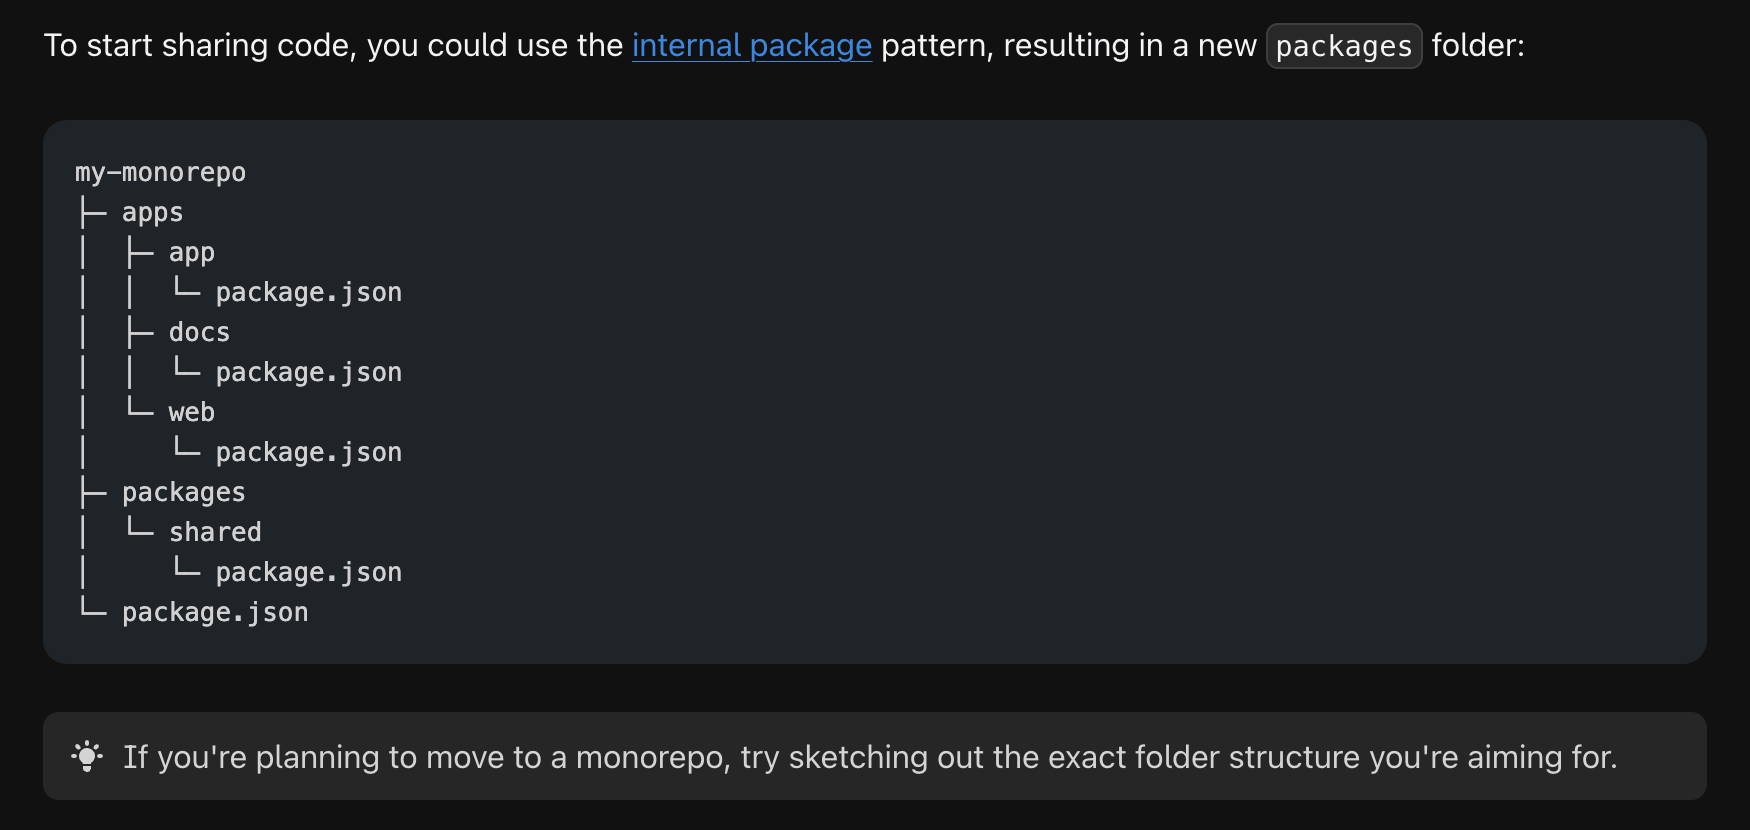 To start sharing code, you could use the internal package pattern, resulting in a new packages folder:
my-monorepo
├─ apps
│  ├─ app
│  │  └─ package.json
│  ├─ docs
│  │  └─ package.json
│  └─ web
│     └─ package.json
├─ packages
│  └─ shared
│     └─ package.json
└─ package.json
If you're planning to move to a monorepo, try sketching out the exact folder structure you're aiming for.